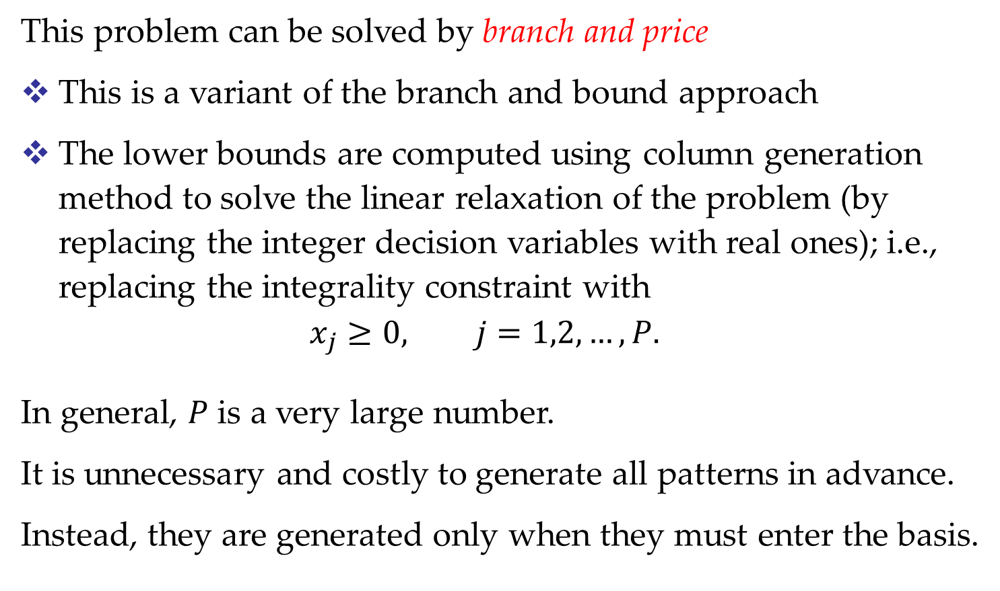 This problem can be solved by branch and price
❖ This is a variant of the branch and bound approach
❖ The lower bounds are computed using column generation
method to solve the linear relaxation of the problem (by
replacing the integer decision variables with real ones); i.e.,
replacing the integrality constraint with
𝑥𝑗 ≥ 0, 𝑗 = 1,2, … , 𝑃.
In general, 𝑃 is a very large number.
It is unnecessary and costly to generate all patterns in advance.
Instead, they are generated only when they must enter the basis.